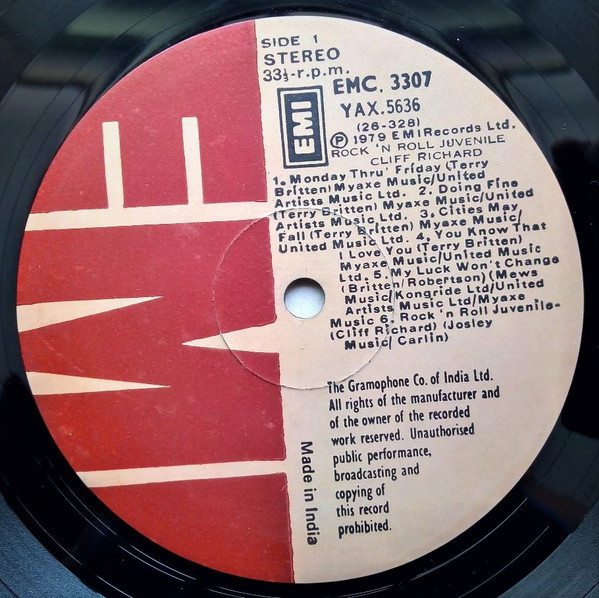 SIDE 1
STEREO
33⅓-r.p.m.
EMI
EMC. 3307
YAX.5636
(26-328)
Ⓟ 1979 EMI Records Ltd.
ROCK 'N ROLL JUVENILE
CLIFF RICHARD
1. Monday Thru' Friday (Terry
Britten) Myaxe Music/United
Artists Music Ltd. 2. Doing Fine
(Terry Britten) Myaxe Music/United
Artists Music Ltd. 3. Cities May
Fall (Terry Britten) Myaxe Music/
United Music Ltd. 4. You Know That
I Love You (Terry Britten)
Myaxe Music/United Music
Ltd. 5. My Luck Won't Change
(Britten/Robertson) (Mews
Music/Kongride Ltd/United
Artists Music Ltd/Myaxe
Music 6. Rock 'n Roll Juvenile-
(Cliff Richard) (Josley
Music/Carlin)
The Gramophone Co. of India Ltd.
All rights of the manufacturer and
of the owner of the recorded
work reserved. Unauthorised
public performance,
broadcasting and
copying of
this record
prohibited.
Made in India
EMI